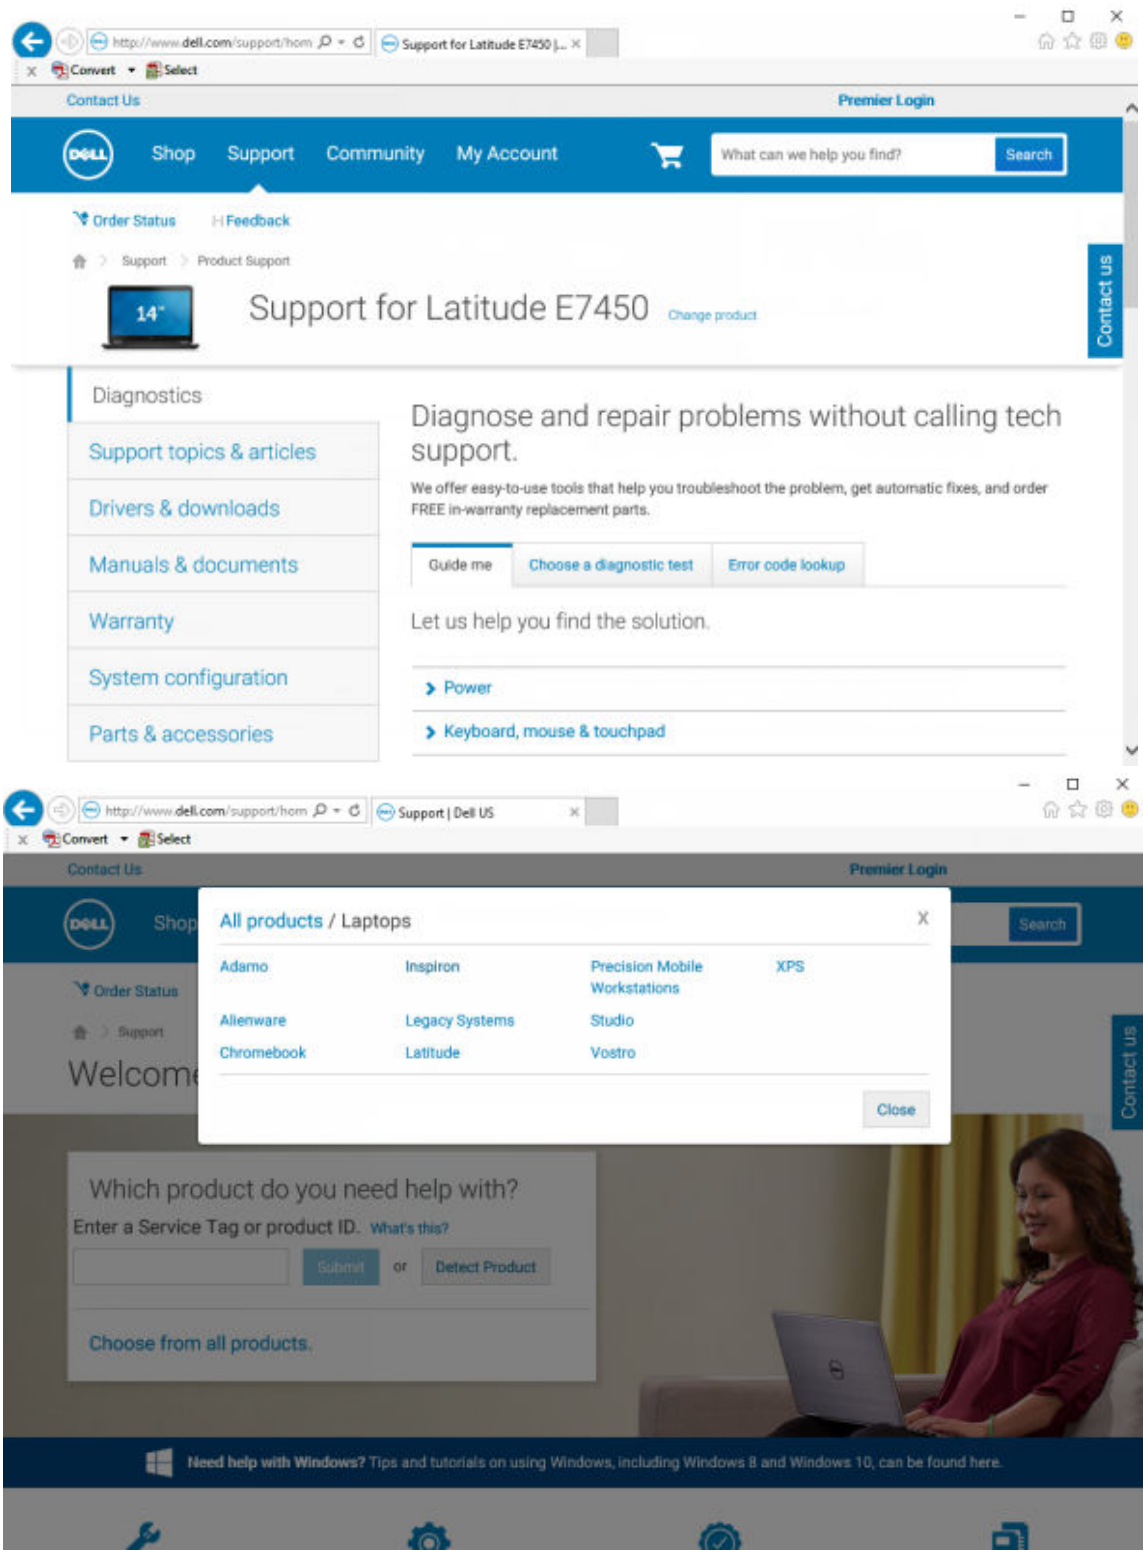 http://www.dell.com/support/hom
Support for Latitude E7450 |...
x Convert Select
Contact Us Premier Login
DELL Shop Support Community My Account What can we help you find? Search
Order Status Feedback
Support Product Support
14" Support for Latitude E7450 Change product
Contact us
Diagnostics
Support topics & articles
Drivers & downloads
Manuals & documents
Warranty
System configuration
Parts & accessories
Diagnose and repair problems without calling tech
support.
We offer easy-to-use tools that help you troubleshoot the problem, get automatic fixes, and order
FREE in-warranty replacement parts.
Guide me Choose a diagnostic test Error code lookup
Let us help you find the solution.
Power
Keyboard, mouse & touchpad
http://www.dell.com/support/hom
Support | Dell US
x Convert Select
Contact Us Premier Login
DELL Shop Search
All products / Laptops X
Adamo Inspiron Precision Mobile XPS
Workstations
Alienware Legacy Systems Studio
Chromebook Latitude Vostro
Close
Order Status
Support
Welcome
Contact us
Which product do you need help with?
Enter a Service Tag or product ID. What's this?
Submit or Detect Product
Choose from all products.
Need help with Windows? Tips and tutorials on using Windows, including Windows 8 and Windows 10, can be found here.